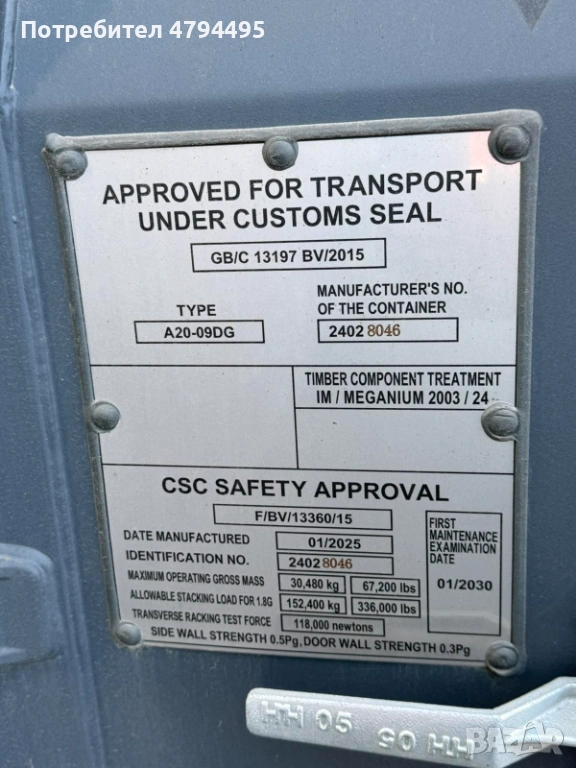 Потребител 4794495
APPROVED FOR TRANSPORT
UNDER CUSTOMS SEAL
GB/C 13197 BV/2015
TYPE
A20-09DG
MANUFACTURER'S NO.
OF THE CONTAINER
2402 8046
TIMBER COMPONENT TREATMENT
IM / MEGANIUM 2003 / 24
CSC SAFETY APPROVAL
F/BV/13360/15
DATE MANUFACTURED 01/2025
IDENTIFICATION NO. 2402 8046
MAXIMUM OPERATING GROSS MASS 30,480 kg 67,200 lbs
ALLOWABLE STACKING LOAD FOR 1.8G 152,400 kg 336,000 lbs
TRANSVERSE RACKING TEST FORCE 118,000 newtons
SIDE WALL STRENGTH 0.5Pg, DOOR WALL STRENGTH 0.3Pg
FIRST
MAINTENANCE
EXAMINATION
DATE
01/2030
HH 05 HH 05
BAZAR